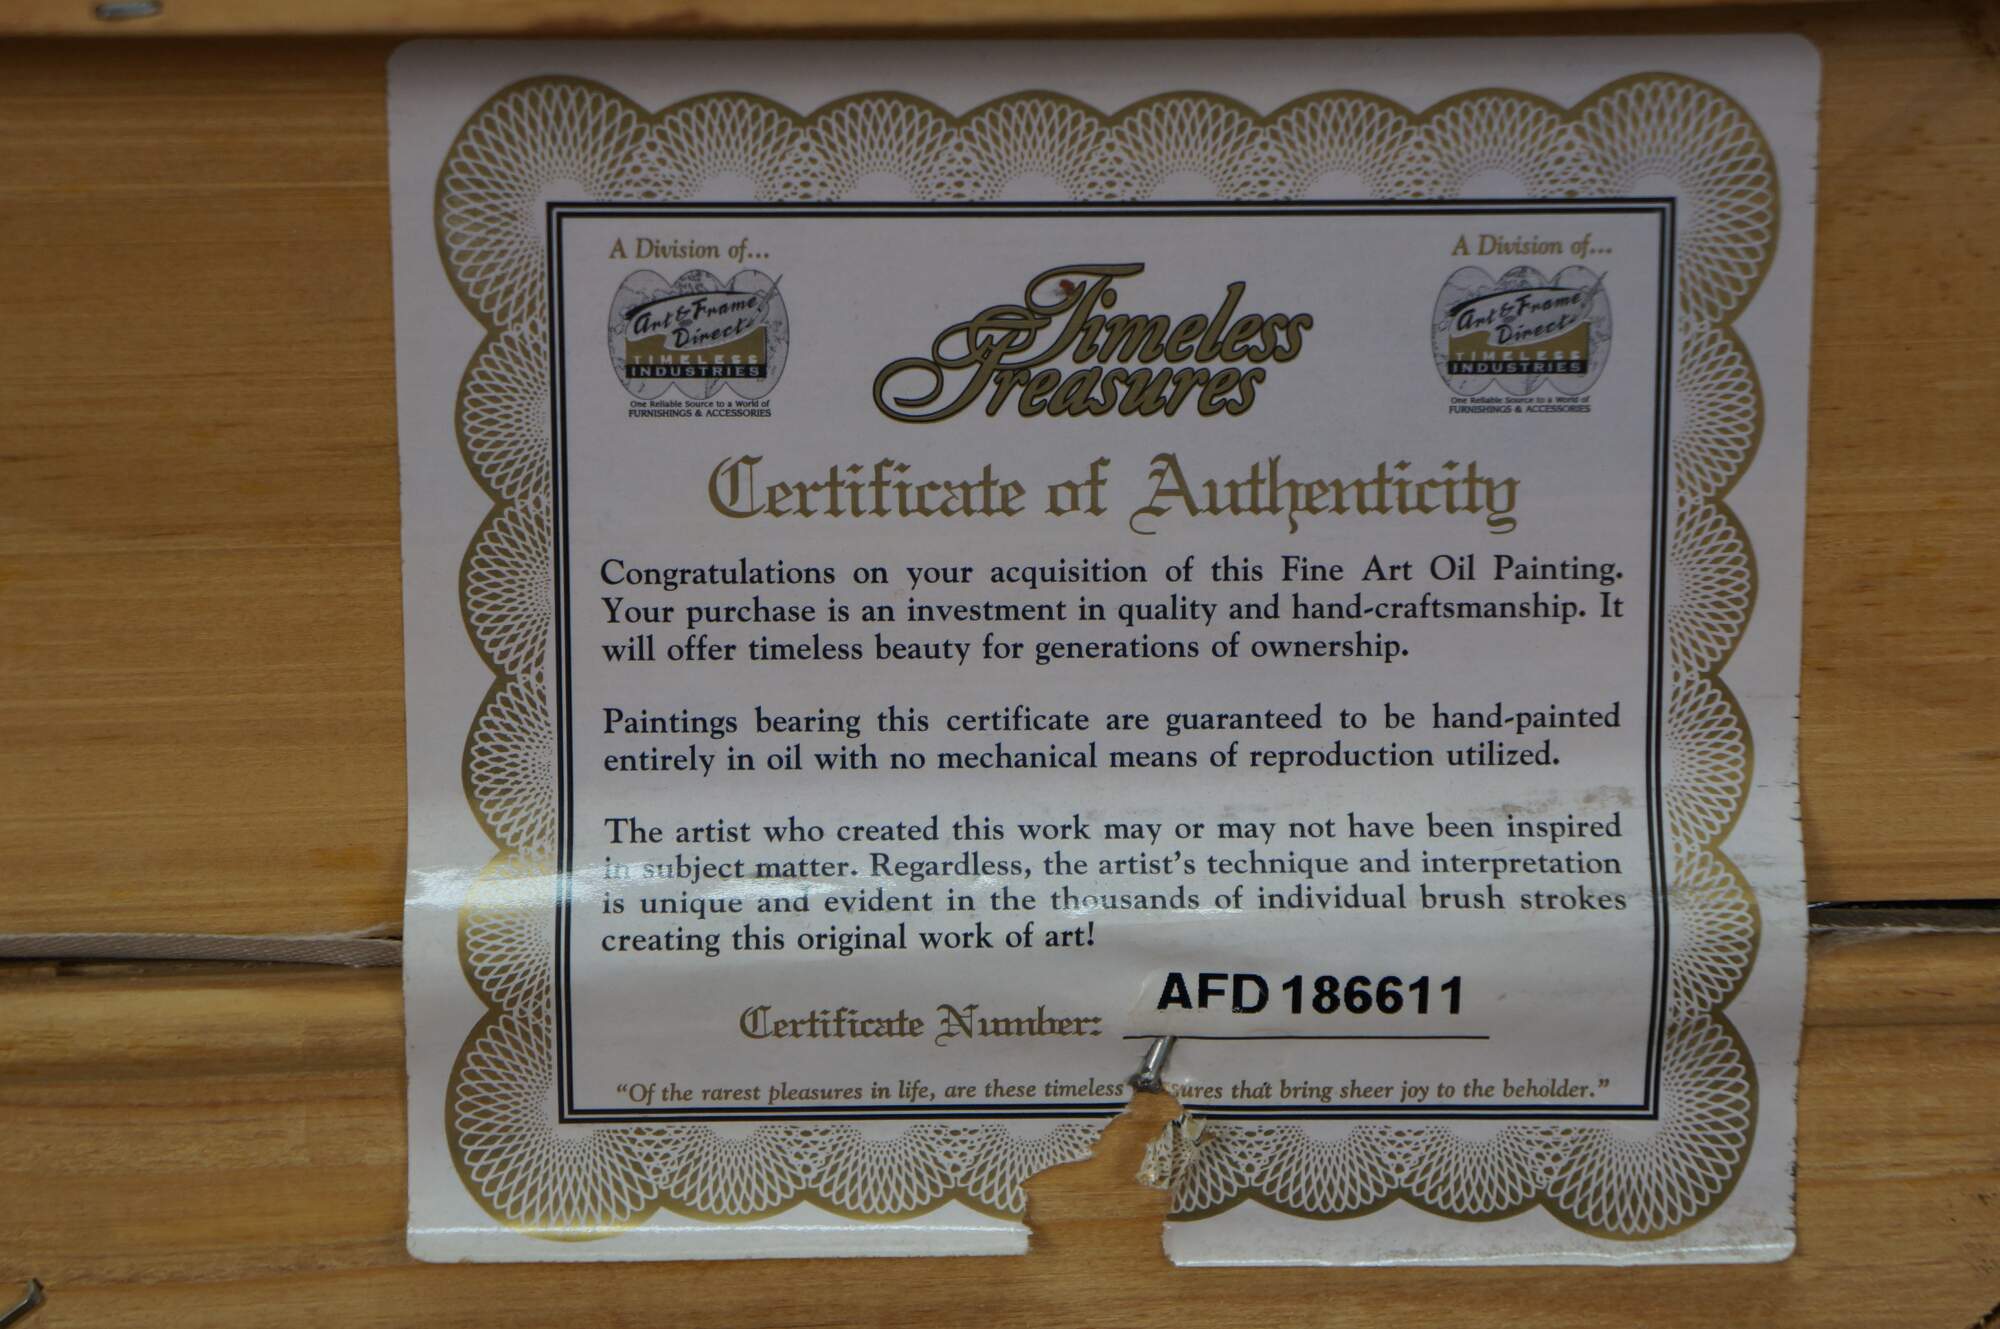 A Division of...
Art & Frame
Direct
TIMELESS
INDUSTRIES
One Reliable Source to a World of
FURNISHINGS & ACCESSORIES
Timeless
Treasures
A Division of...
Art & Frame
Direct
TIMELESS
INDUSTRIES
One Reliable Source to a World of
FURNISHINGS & ACCESSORIES
Certificate of Authenticity
Congratulations on your acquisition of this Fine Art Oil Painting.
Your purchase is an investment in quality and hand-craftsmanship. It
will offer timeless beauty for generations of ownership.
Paintings bearing this certificate are guaranteed to be hand-painted
entirely in oil with no mechanical means of reproduction utilized.
The artist who created this work may or may not have been inspired
in subject matter. Regardless, the artist's technique and interpretation
is unique and evident in the thousands of individual brush strokes
creating this original work of art!
Certificate Number: AFD 186611
"Of the rarest pleasures in life, are these timeless sures that bring sheer joy to the beholder."